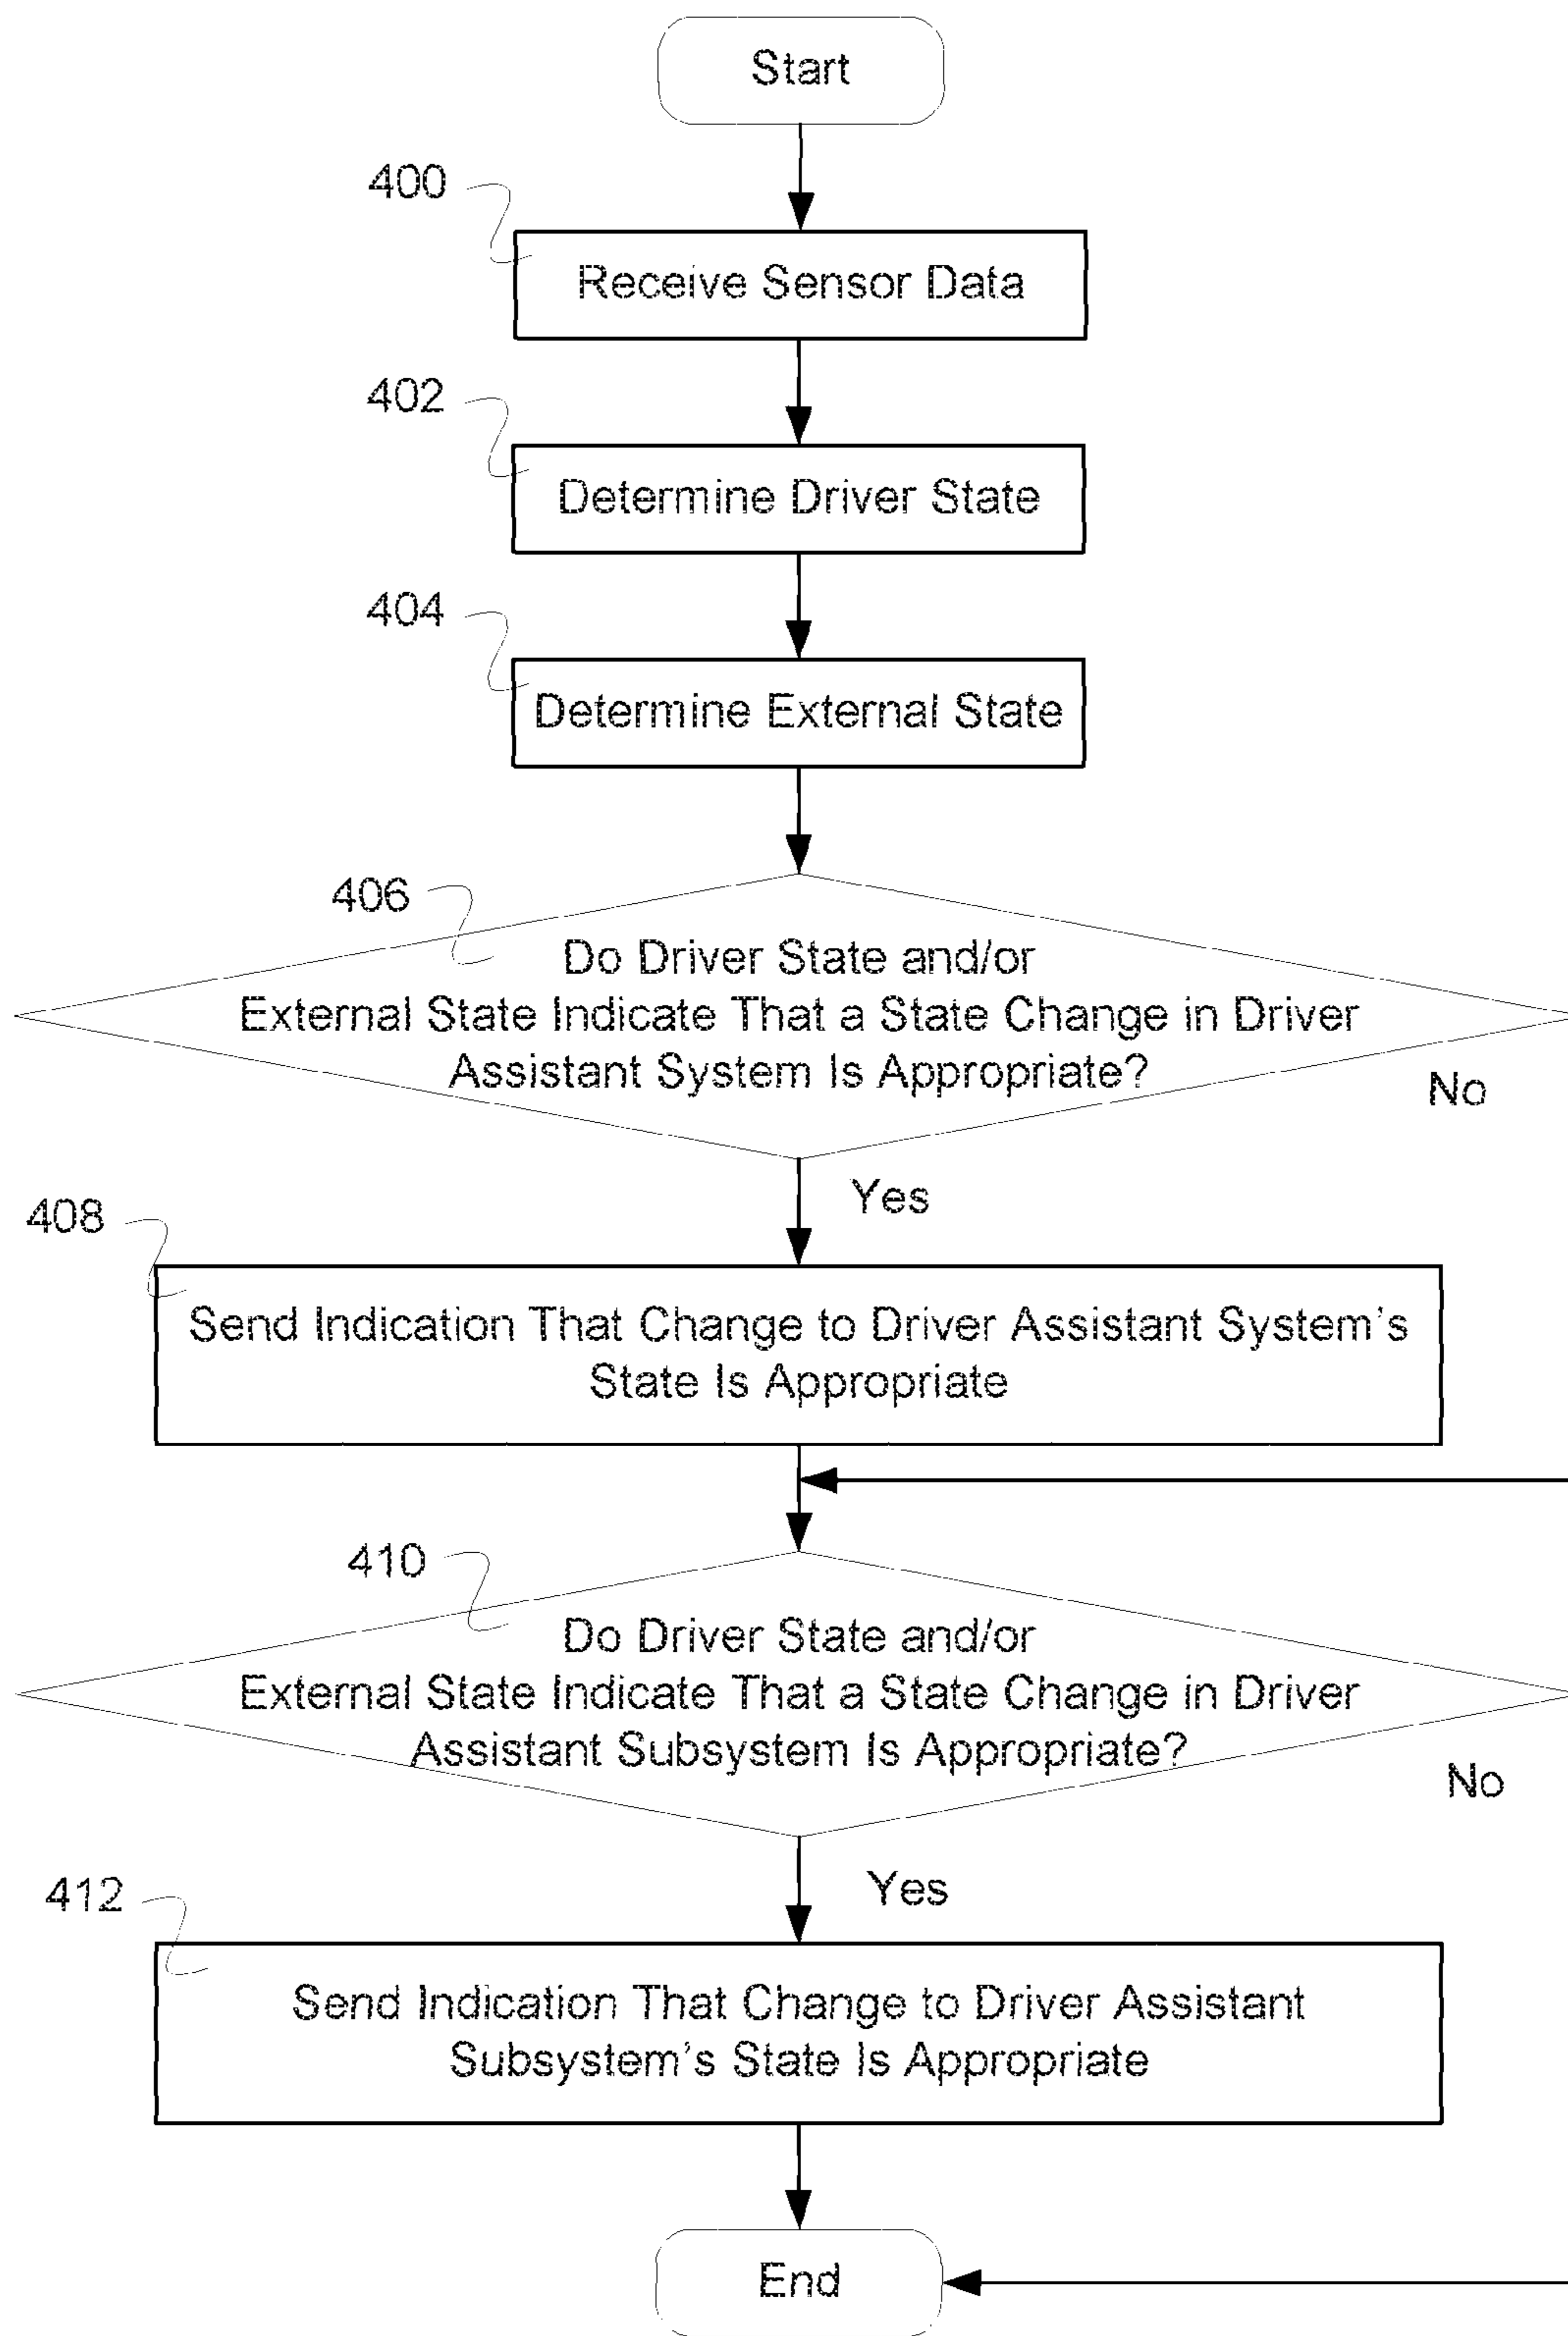 Start
400
Receive Sensor Data
402
Determine Driver State
404
Determine External State
406
Do Driver State and/or
External State Indicate That a State Change in Driver
Assistant System Is Appropriate?
No
Yes
408
Send Indication That Change to Driver Assistant System's
State Is Appropriate
410
Do Driver State and/or
External State Indicate That a State Change in Driver
Assistant Subsystem Is Appropriate?
No
Yes
412
Send Indication That Change to Driver Assistant
Subsystem's State Is Appropriate
End